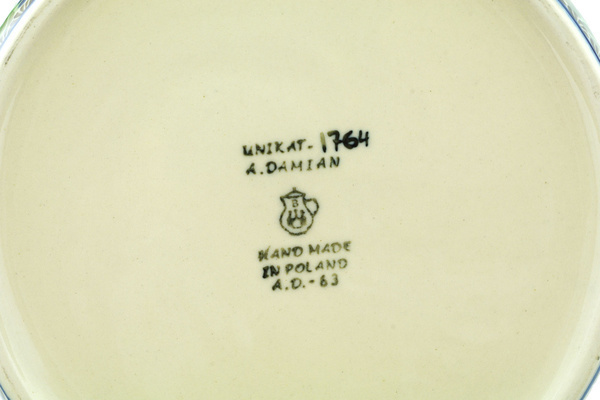 UNIKAT- 1764
A. DAMIAN
B
HAND MADE
IN POLAND
A.D.-63